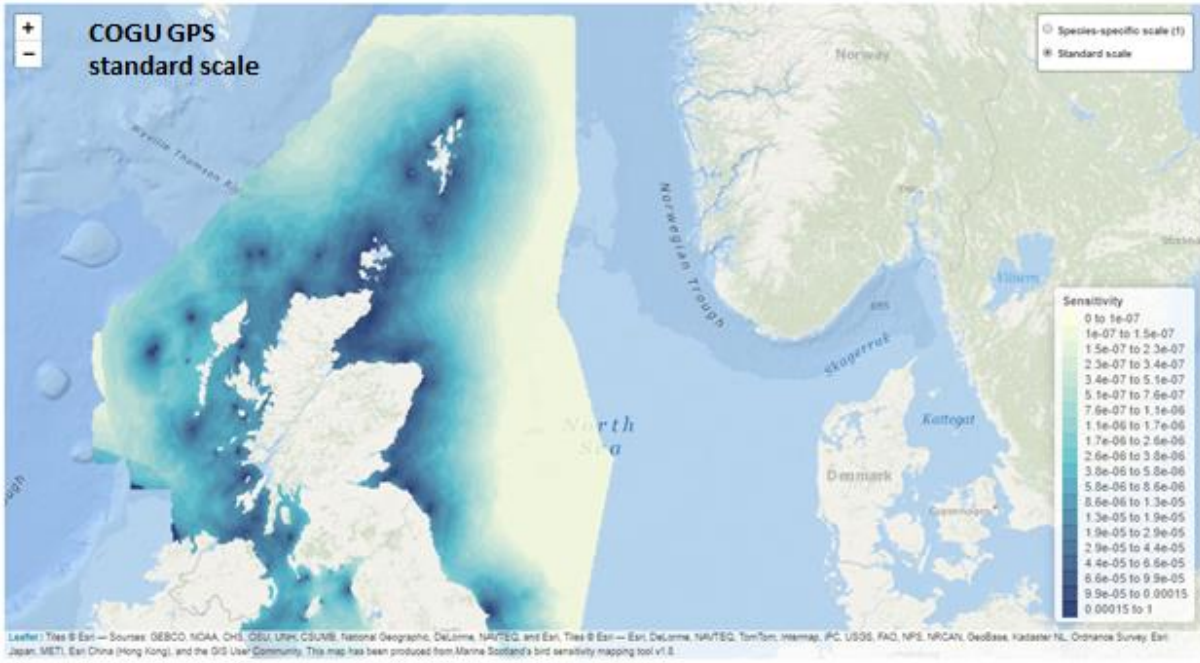 +
−
COGU GPS
standard scale
Species-specific scale (1)
Standard scale
Norway
Wyville Thomson
Norwegian Trough
Skagerrak
Kattegat
North
Sea
Denmark
Sensitivity
0 to 1e-07
1e-07 to 1.5e-07
1.5e-07 to 2.3e-07
2.3e-07 to 3.4e-07
3.4e-07 to 5.1e-07
5.1e-07 to 7.6e-07
7.6e-07 to 1.1e-06
1.1e-06 to 1.7e-06
1.7e-06 to 2.6e-06
2.6e-06 to 3.8e-06
3.8e-06 to 5.8e-06
5.8e-06 to 8.6e-06
8.6e-06 to 1.3e-05
1.3e-05 to 1.9e-05
1.9e-05 to 2.9e-05
2.9e-05 to 4.4e-05
4.4e-05 to 6.6e-05
6.6e-05 to 9.9e-05
9.9e-05 to 0.00015
0.00015 to 1
Leaflet | Tiles © Esri — Sources: GEBCO, NOAA, CHS, OSU, UNH, CSUMB, National Geographic, DeLorme, NAVTEQ, and Esri, Tiles © Esri — Esri, DeLorme, NAVTEQ, TomTom, Intermap, iPC, USGS, FAO, NPS, NRCAN, GeoBase, Kadaster NL, Ordnance Survey, Esri
Japan, METI, Esri China (Hong Kong), and the GIS User Community, This map has been produced from Marine Scotland's bird sensitivity mapping tool